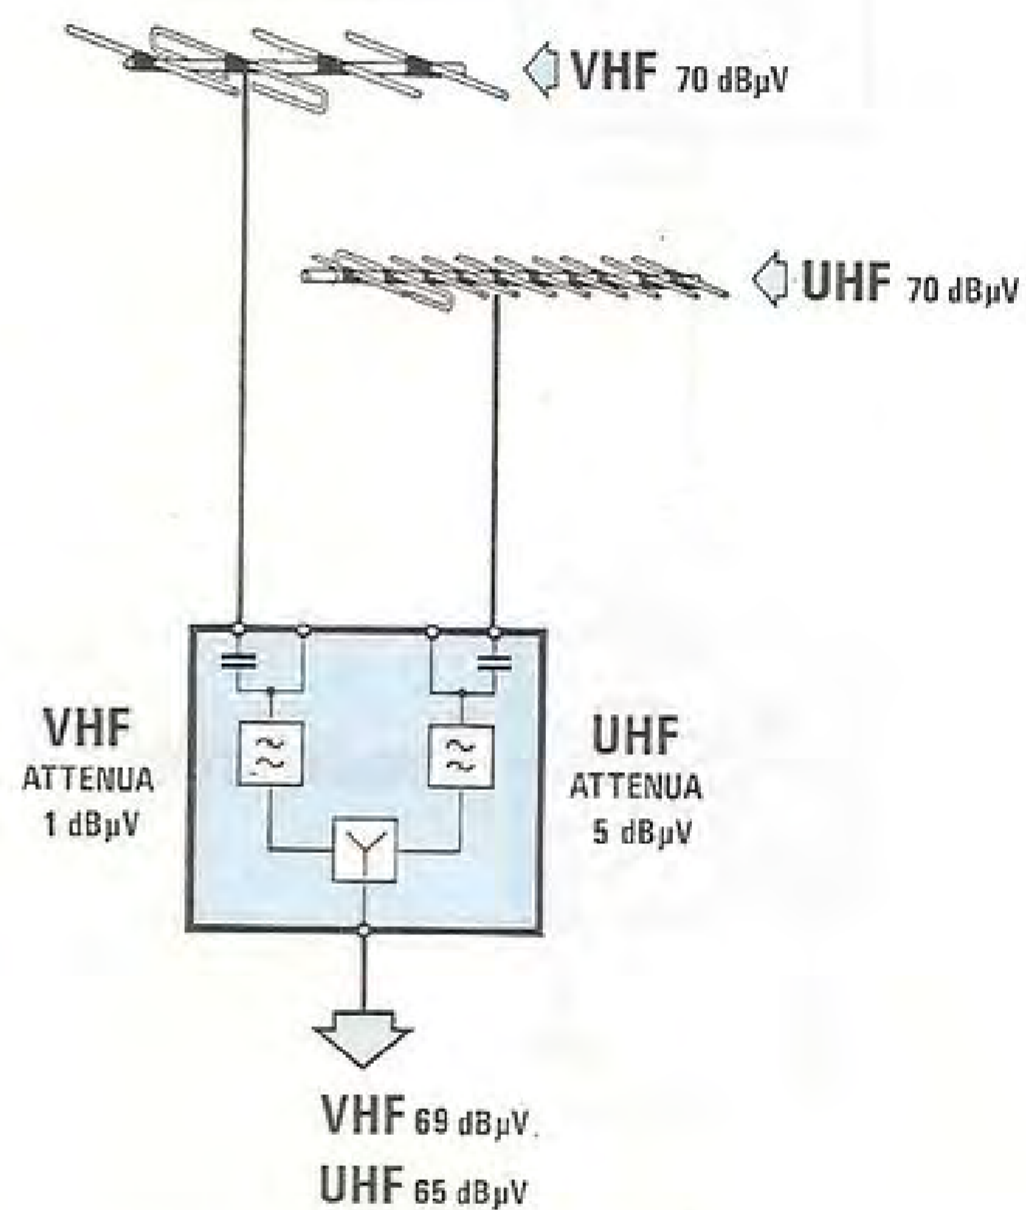 VHF 70 dBµV
UHF 70 dBµV
VHF
ATTENUA
1 dBµV
UHF
ATTENUA
5 dBµV
VHF 69 dBµV.
UHF 65 dBµV